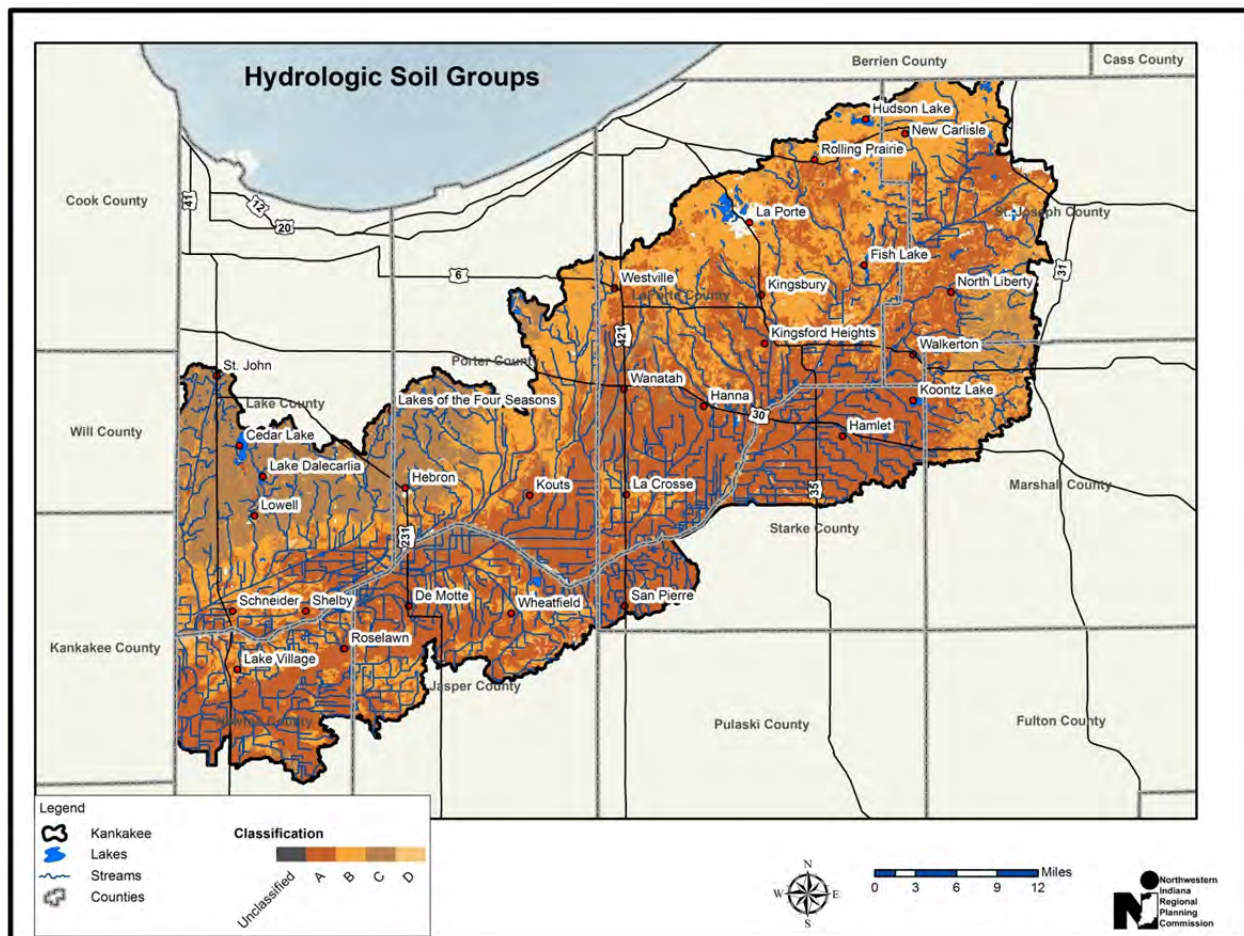 Hydrologic Soil Groups
Berrien County
Cass County
Hudson Lake
New Carlisle
Rolling Prairie
Cook County
41
12
20
St. Joseph County
La Porte
6
Fish Lake
31
Westville
Kingsbury
North Liberty
LaPorte County
421
Kingsford Heights
Porter County
Walkerton
St. John
Wanatah
Hanna
Koontz Lake
Lake County
Lakes of the Four Seasons
30
Will County
Cedar Lake
Hamlet
Lake Dalecarlia
Hebron
Kouts
La Crosse
35
Marshall County
Lowell
231
Starke County
Schneider
Shelby
De Motte
Wheatfield
San Pierre
Kankakee County
Roselawn
Lake Village
Jasper County
Newton County
Pulaski County
Fulton County
Legend
Kankakee
Lakes
Streams
Counties
Classification
Unclassified
A
B
C
D
N
W
E
S
0 1.5 3 6 9 12
Miles
Northwestern
Indiana
Regional
Planning
Commission